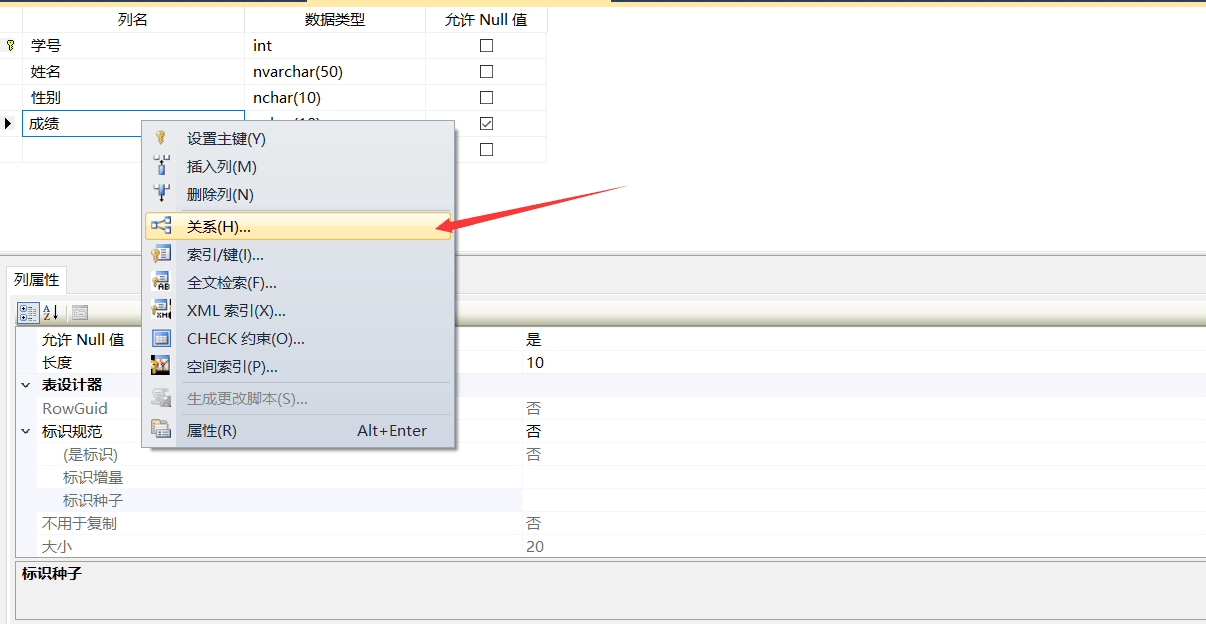 列名 数据类型 允许 Null 值
学号 int
姓名 nvarchar(50)
性别 nchar(10)
成绩
设置主键(Y)
插入列(M)
删除列(N)
关系(H)...
索引/键(I)...
全文检索(F)...
XML 索引(X)...
CHECK 约束(O)...
空间索引(P)...
生成更改脚本(S)...
属性(R) Alt+Enter
列属性
允许 Null 值 是
长度 10
表设计器
RowGuid 否
标识规范 否
(是标识) 否
标识增量
标识种子
不用于复制 否
大小 20
标识种子